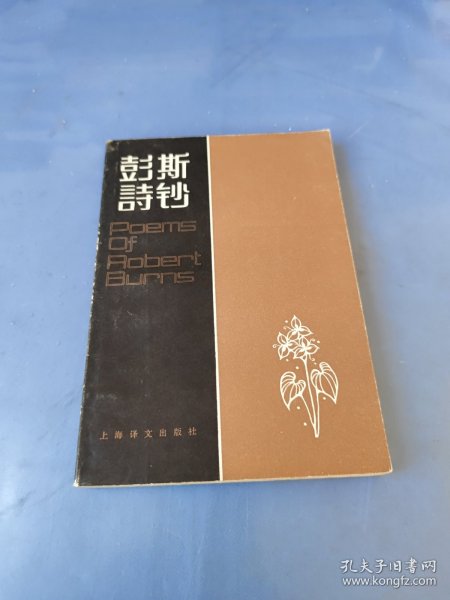 彭斯
詩钞
Poems
Of
Robert
Burns
上海译文出版社
孔夫子旧书网
www.kongfz.com